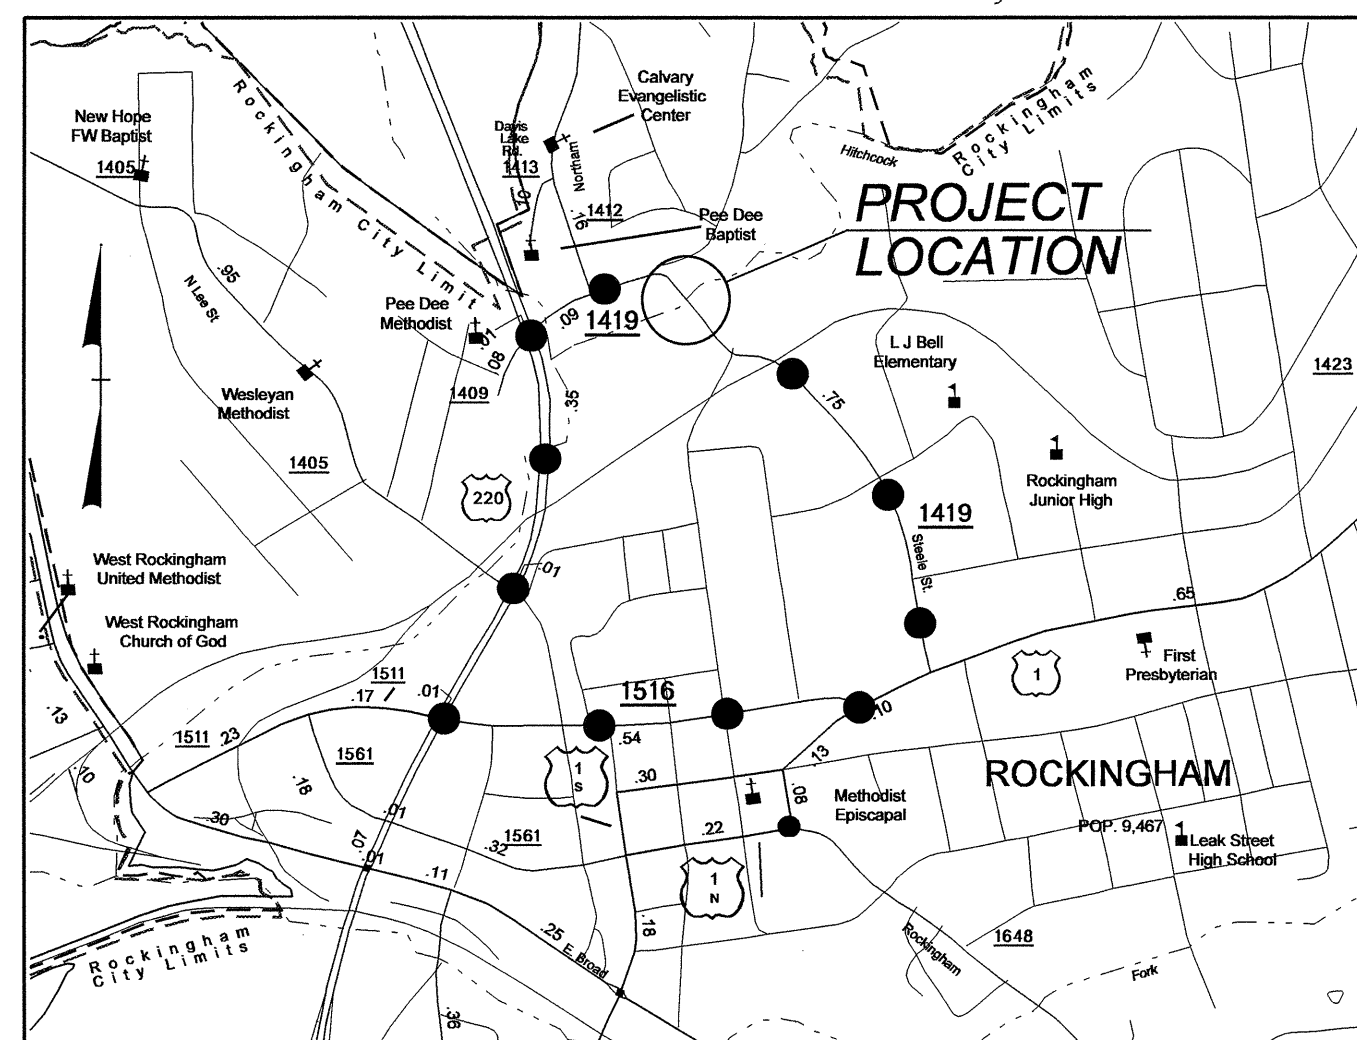 Calvary
Evangelistic
Center
New Hope
FW Baptist
1405
Rockingham City Limit
Davis
Lake
Rd.
1413
.10
Northam
.16
1412
Pee Dee
Baptist
Hitchcock
Rockingham
City Limits
PROJECT
LOCATION
.95
N Lee St
Pee Dee
Methodist
.01
.08
.09
1419
L J Bell
Elementary
1423
Wesleyan
Methodist
1409
.35
.75
1405
220
Rockingham
Junior High
1419
Steele St.
West Rockingham
United Methodist
.01
.65
West Rockingham
Church of God
First
Presbyterian
1
1511
.17
.01
1516
.10
.13
1511
.23
1561
.54
.13
1
S
.30
.10
.18
.08
ROCKINGHAM
Methodist
Episcapal
POP. 9,467
.30
.01
.07
.01
.32
1561
.22
Leak Street
High School
.11
1
N
.18
.25
E. Broad
Rockingham
1648
Fork
Rockingham
City Limits
.36